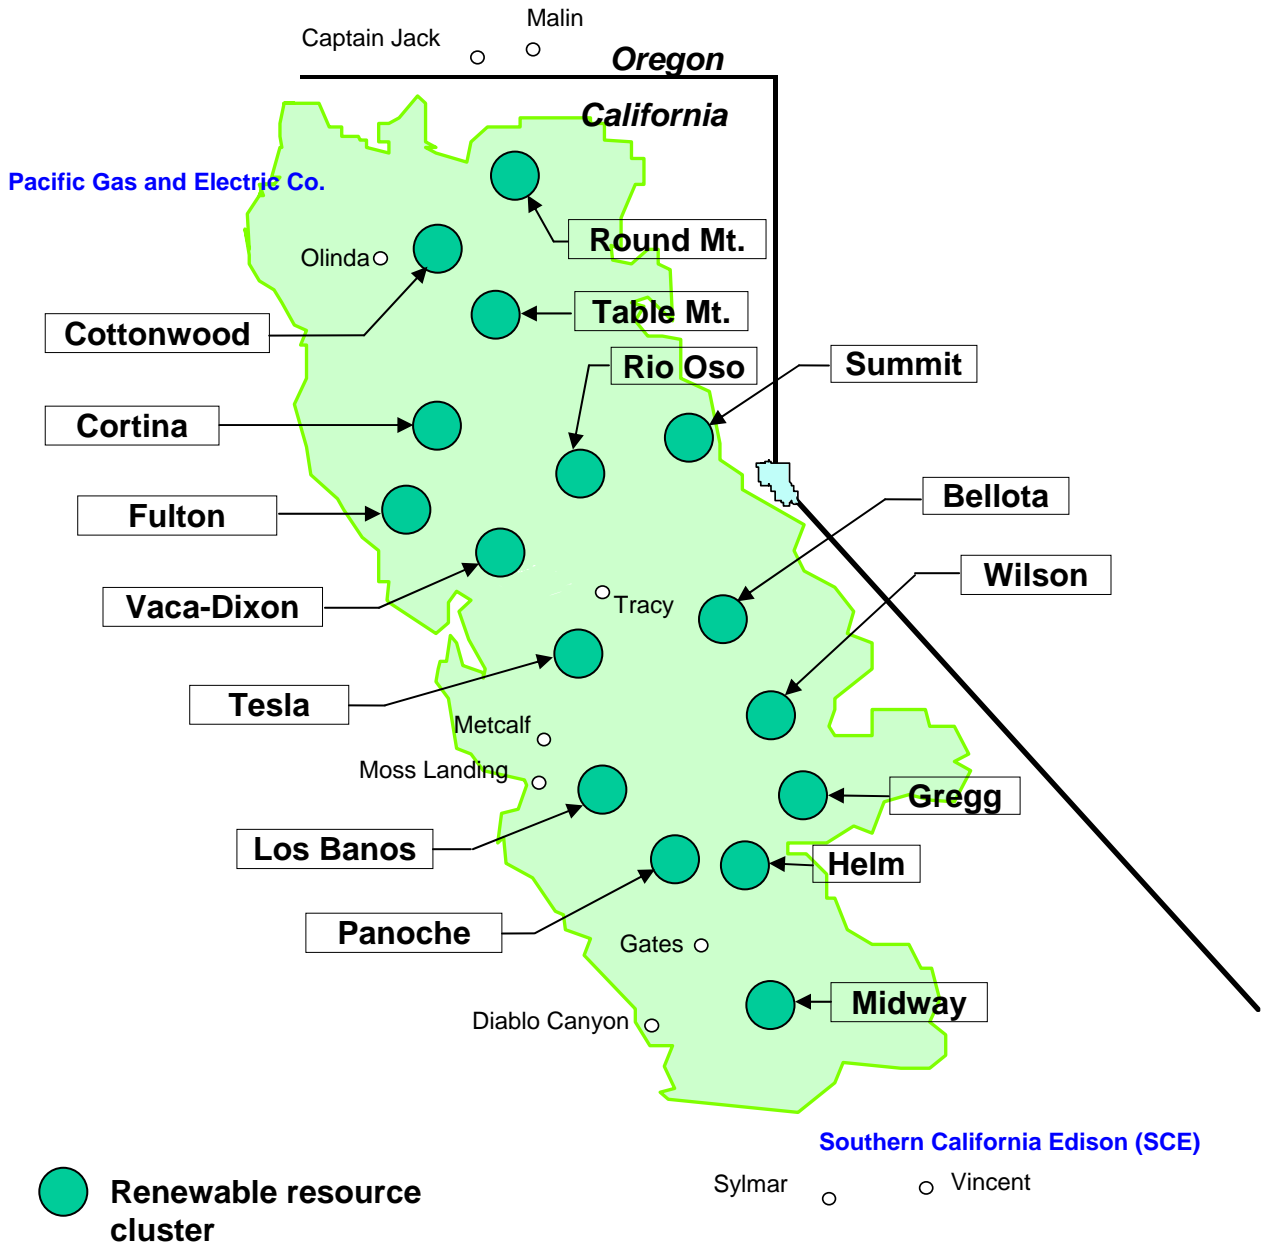 Malin
Captain Jack
Oregon
California
Pacific Gas and Electric Co.
Round Mt.
Olinda
Table Mt.
Cottonwood
Rio Oso
Summit
Cortina
Bellota
Fulton
Wilson
Vaca-Dixon
Tracy
Tesla
Metcalf
Moss Landing
Gregg
Los Banos
Helm
Panoche
Gates
Midway
Diablo Canyon
Southern California Edison (SCE)
Sylmar
Vincent
Renewable resource
cluster